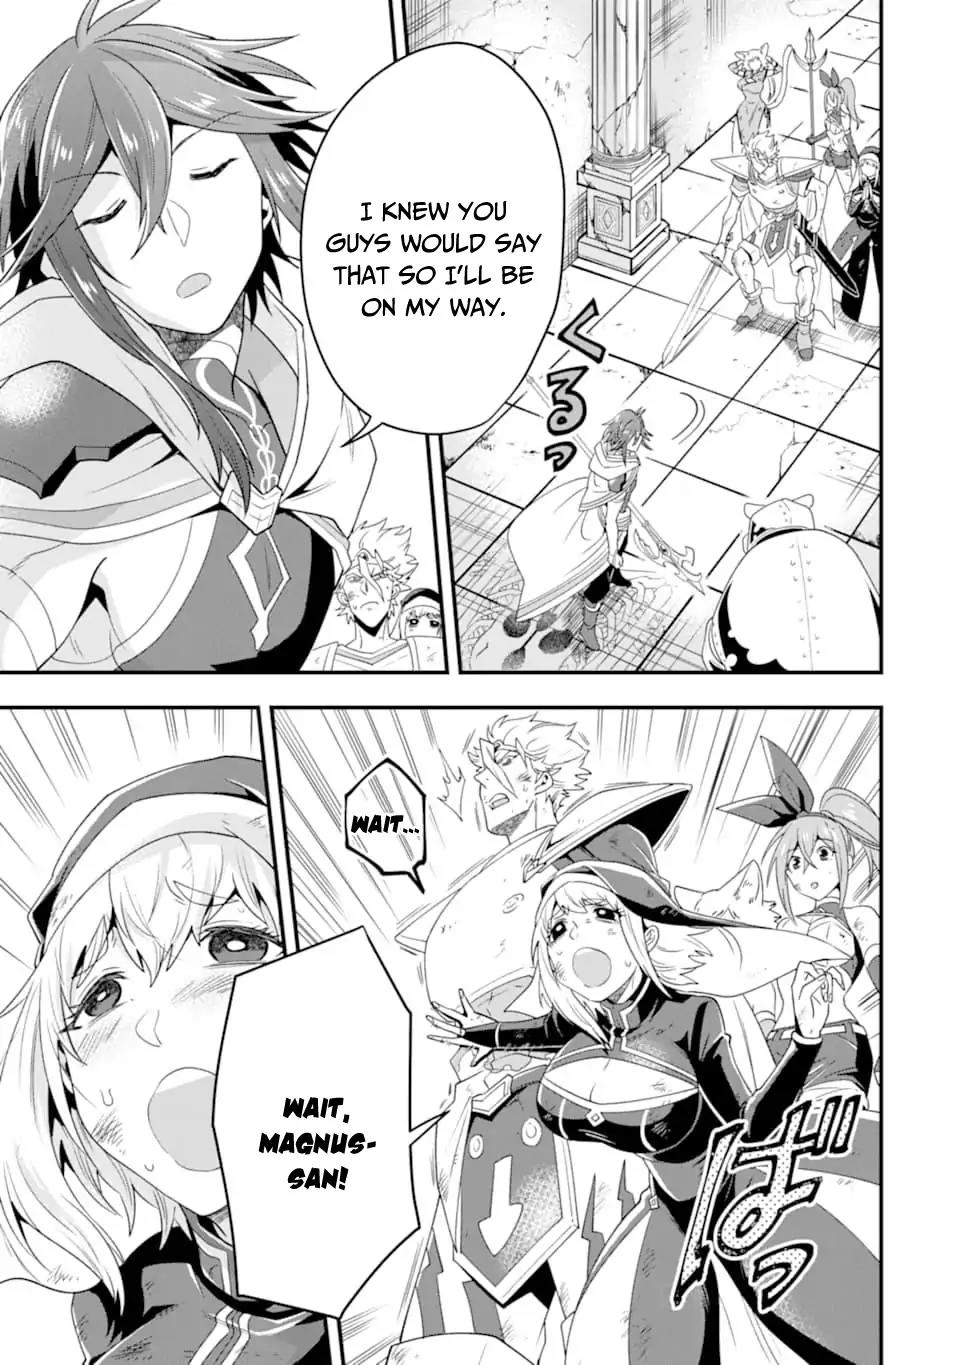 くるっ
I KNEW YOU
GUYS WOULD SAY
THAT SO I'LL BE
ON MY WAY.
WAIT...
ばっ
WAIT,
MAGNUS-
SAN!